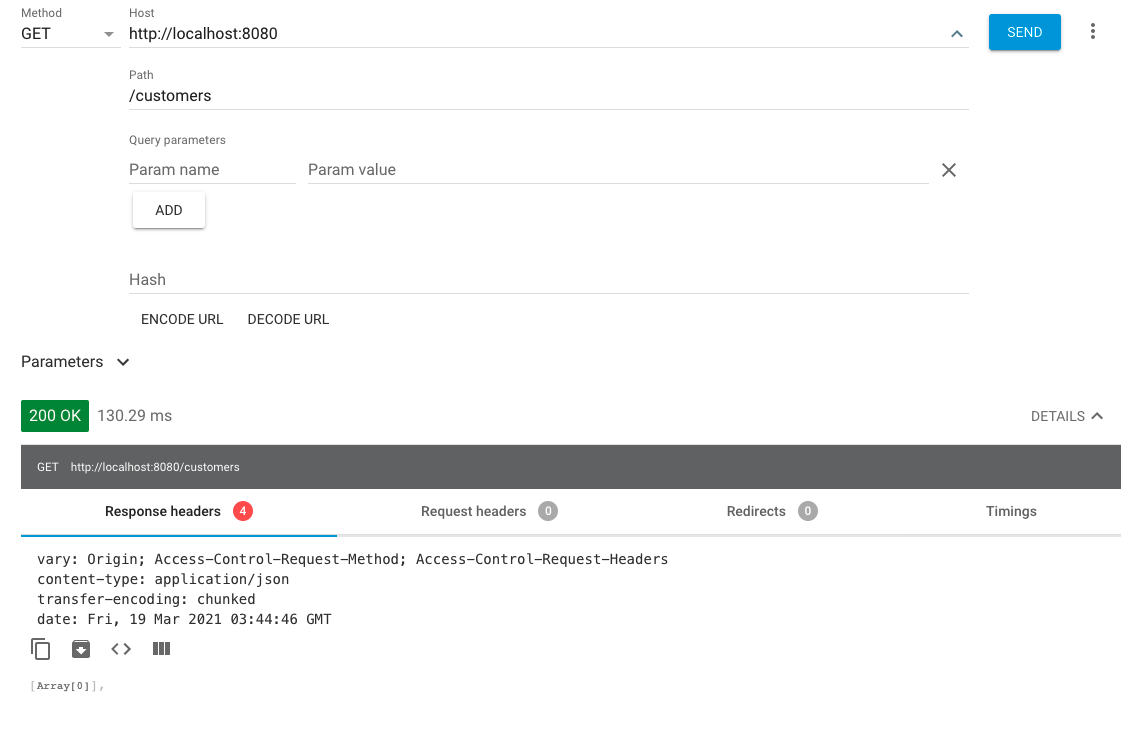 Method
Host
GET
http://localhost:8080
SEND
Path
/customers
Query parameters
Param name
Param value
ADD
Hash
ENCODE URL
DECODE URL
Parameters
200 OK
130.29 ms
DETAILS
GET
http://localhost:8080/customers
Response headers
4
Request headers
0
Redirects
0
Timings
vary: Origin; Access-Control-Request-Method; Access-Control-Request-Headers
content-type: application/json
transfer-encoding: chunked
date: Fri, 19 Mar 2021 03:44:46 GMT
[Array[0]],